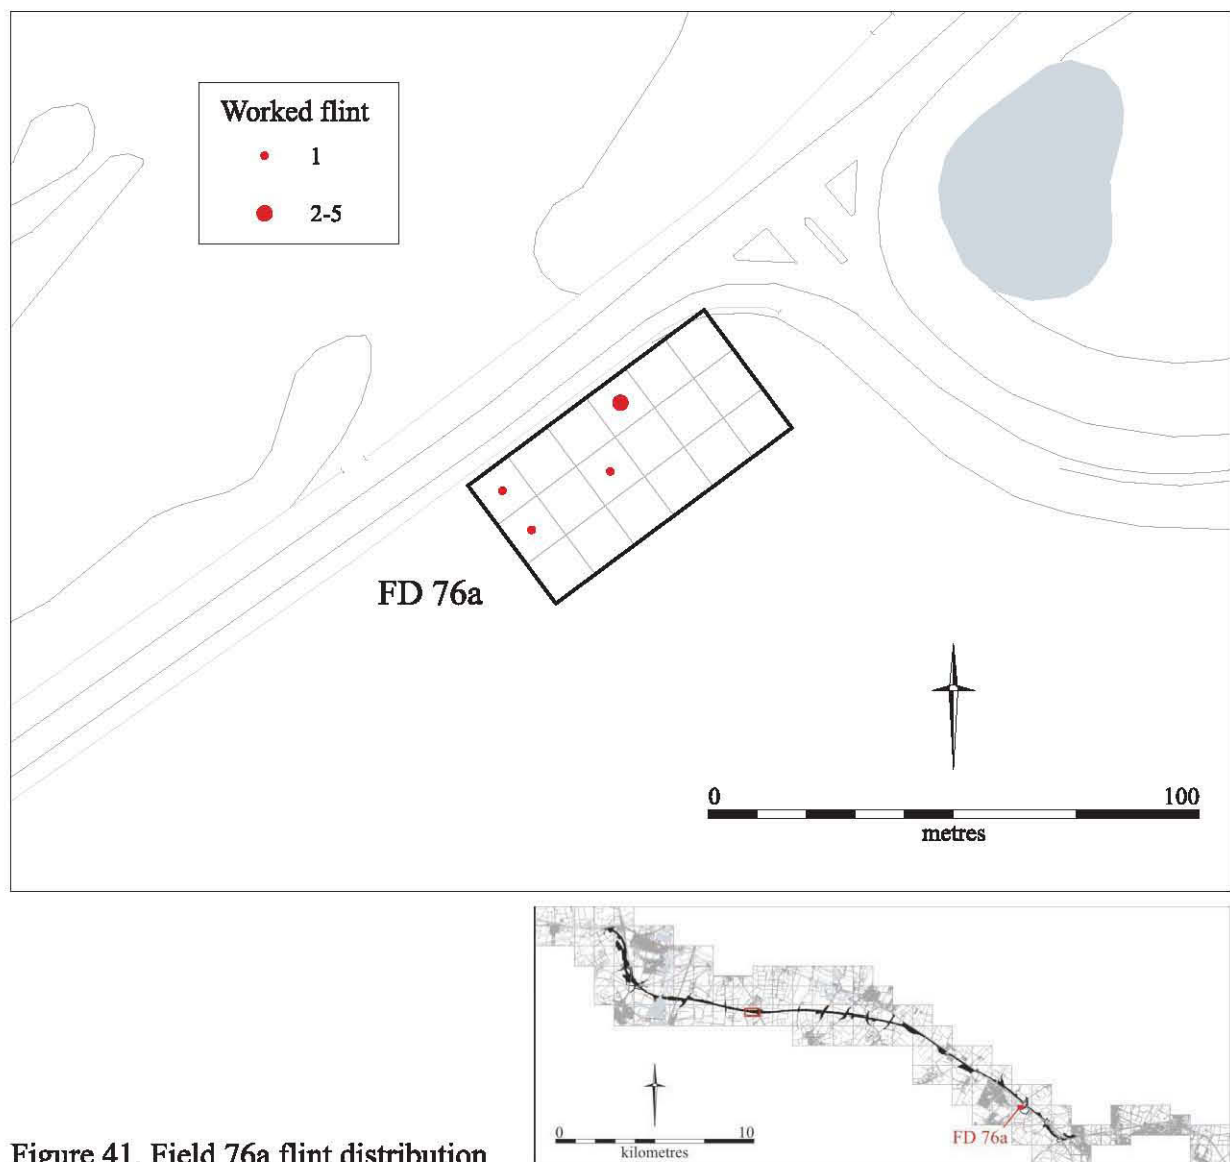 Worked flint
1
2-5
FD 76a
0 100
metres
FD 76a
0 10
kilometres
Figure 41. Field 76a flint distribution